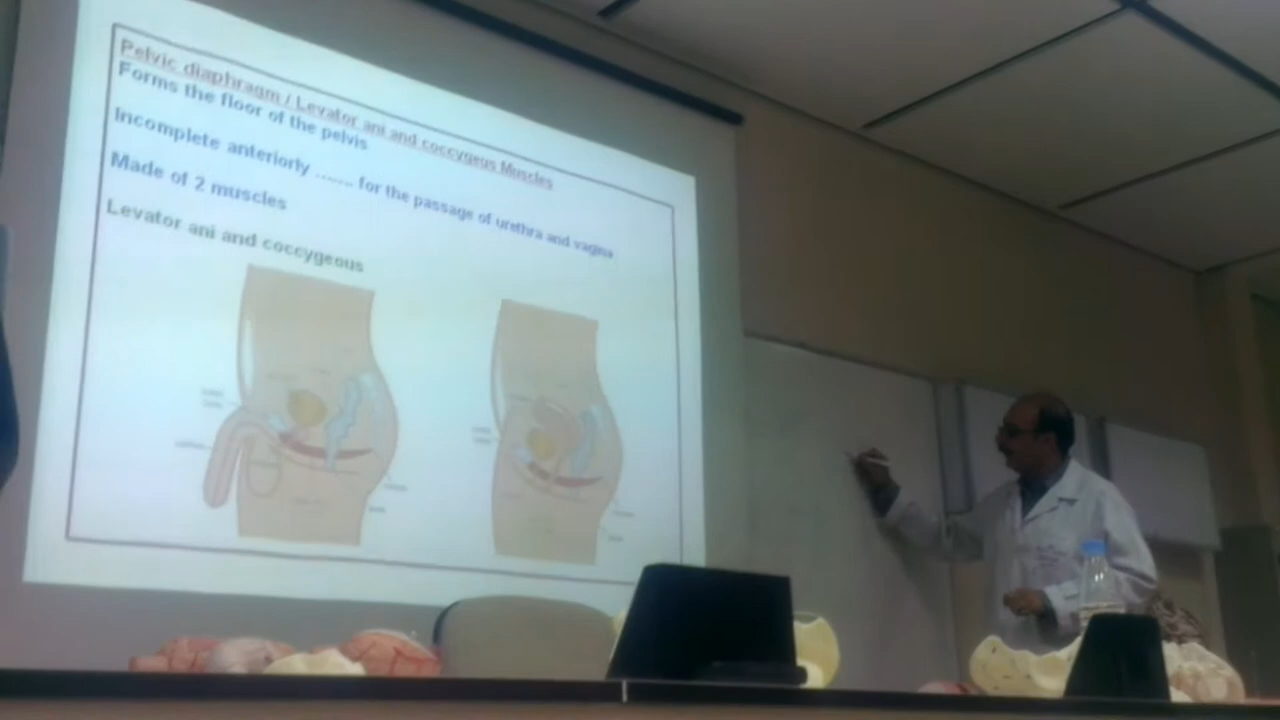 Pelvic diaphragm / Levator ani and coccygeus Muscles
Forms the floor of the pelvis
Incomplete anteriorly ....... for the passage of urethra and vagina
Made of 2 muscles
Levator ani and coccygeous